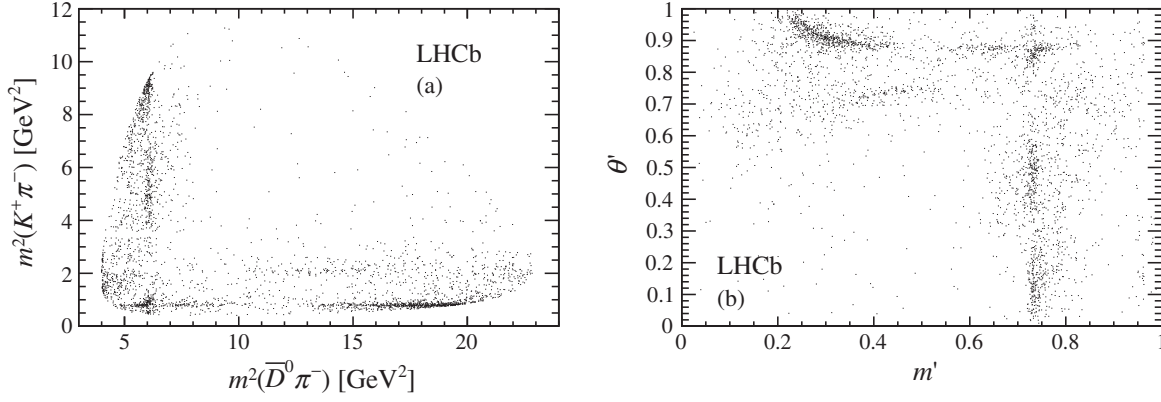 12
10
8
6
4
2
0
m²(K⁺π⁻) [GeV²]
LHCb
(a)
5 10 15 20
m²(D̅⁰π⁻) [GeV²]
1
0.9
0.8
0.7
0.6
0.5
0.4
0.3
0.2
0.1
0
θ'
LHCb
(b)
0 0.2 0.4 0.6 0.8 1
m'